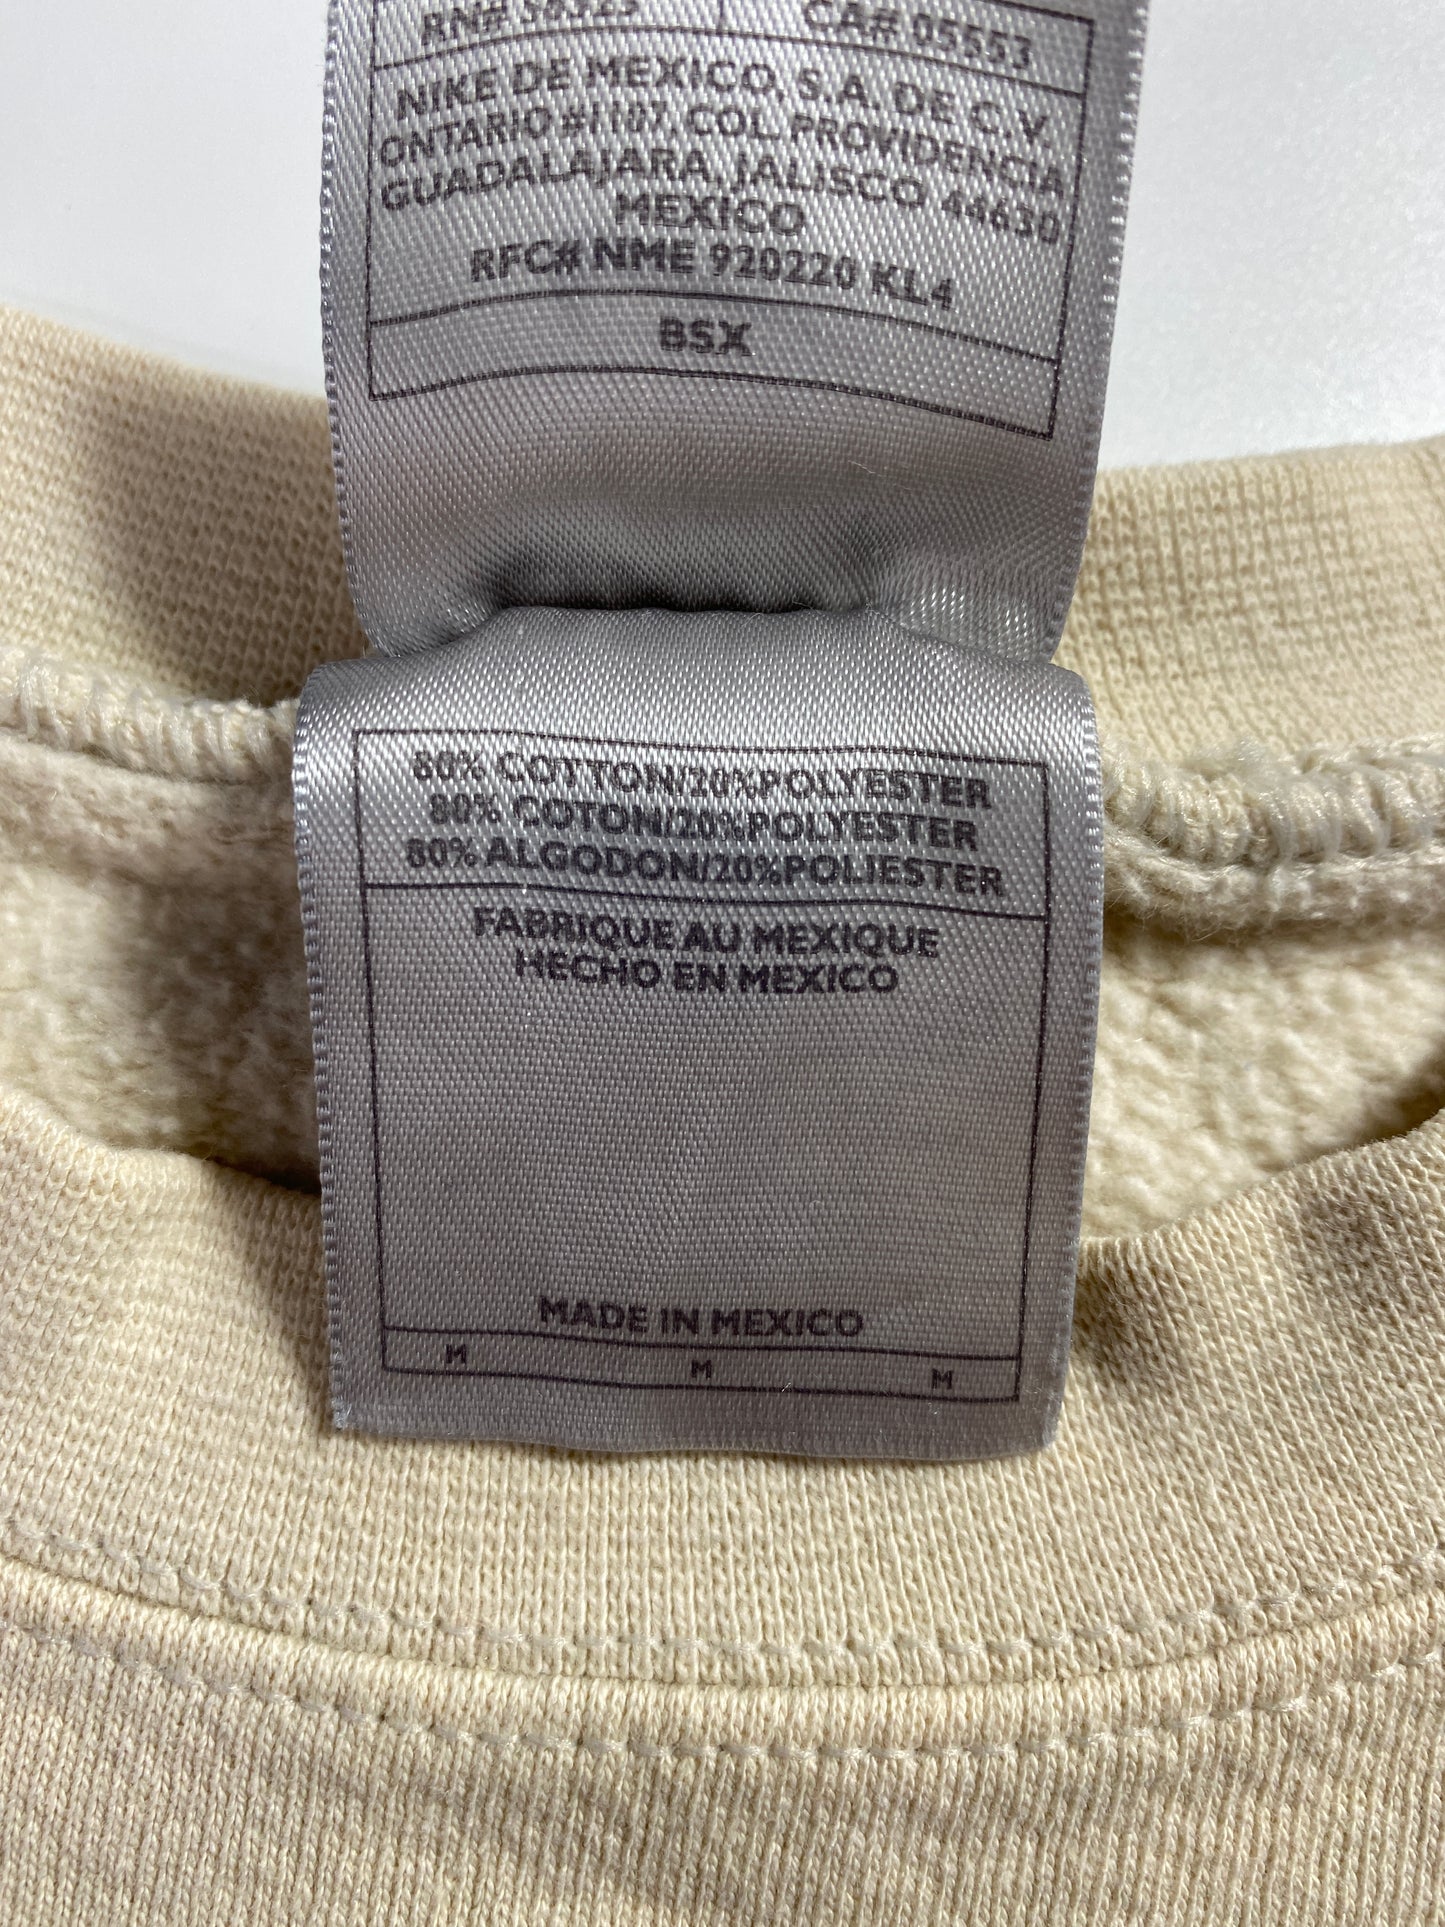 RN# 56323 CA# 05553
NIKE DE MEXICO, S.A. DE C.V.
ONTARIO #1107, COL. PROVIDENCIA
GUADALAJARA, JALISCO 44630
MEXICO
RFC# NME 920220 KL4
BSX
80% COTTON/20%POLYESTER
80% COTON/20%POLYESTER
80% ALGODON/20%POLIESTER
FABRIQUE AU MEXIQUE
HECHO EN MEXICO
MADE IN MEXICO
M M M